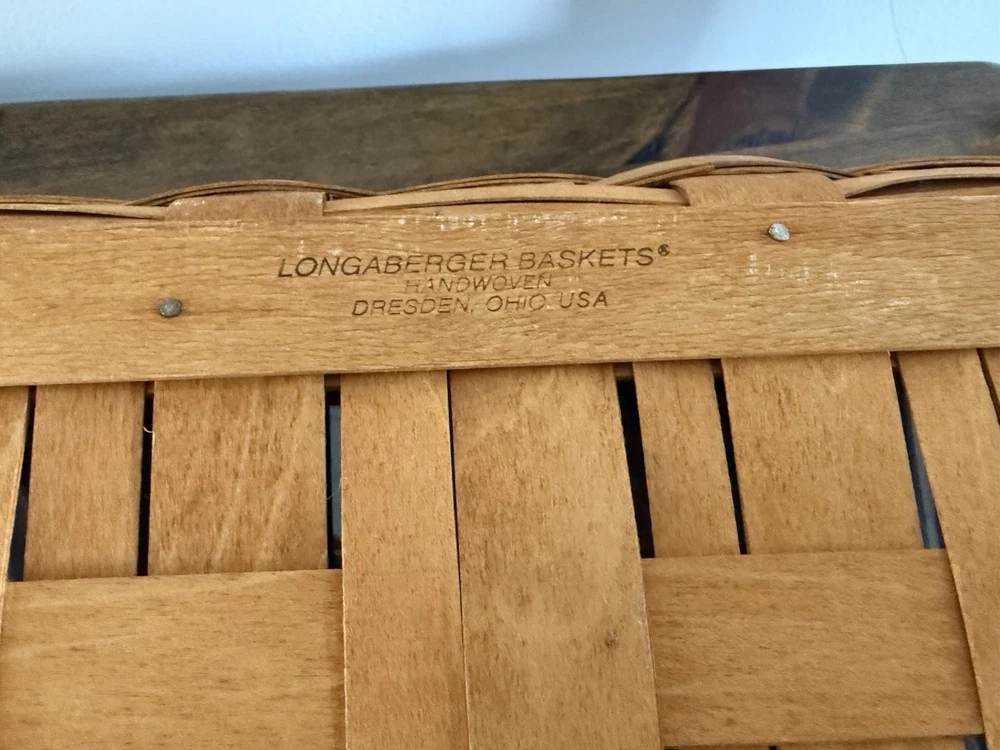 LONGABERGER BASKETS®
HANDWOVEN
DRESDEN, OHIO USA